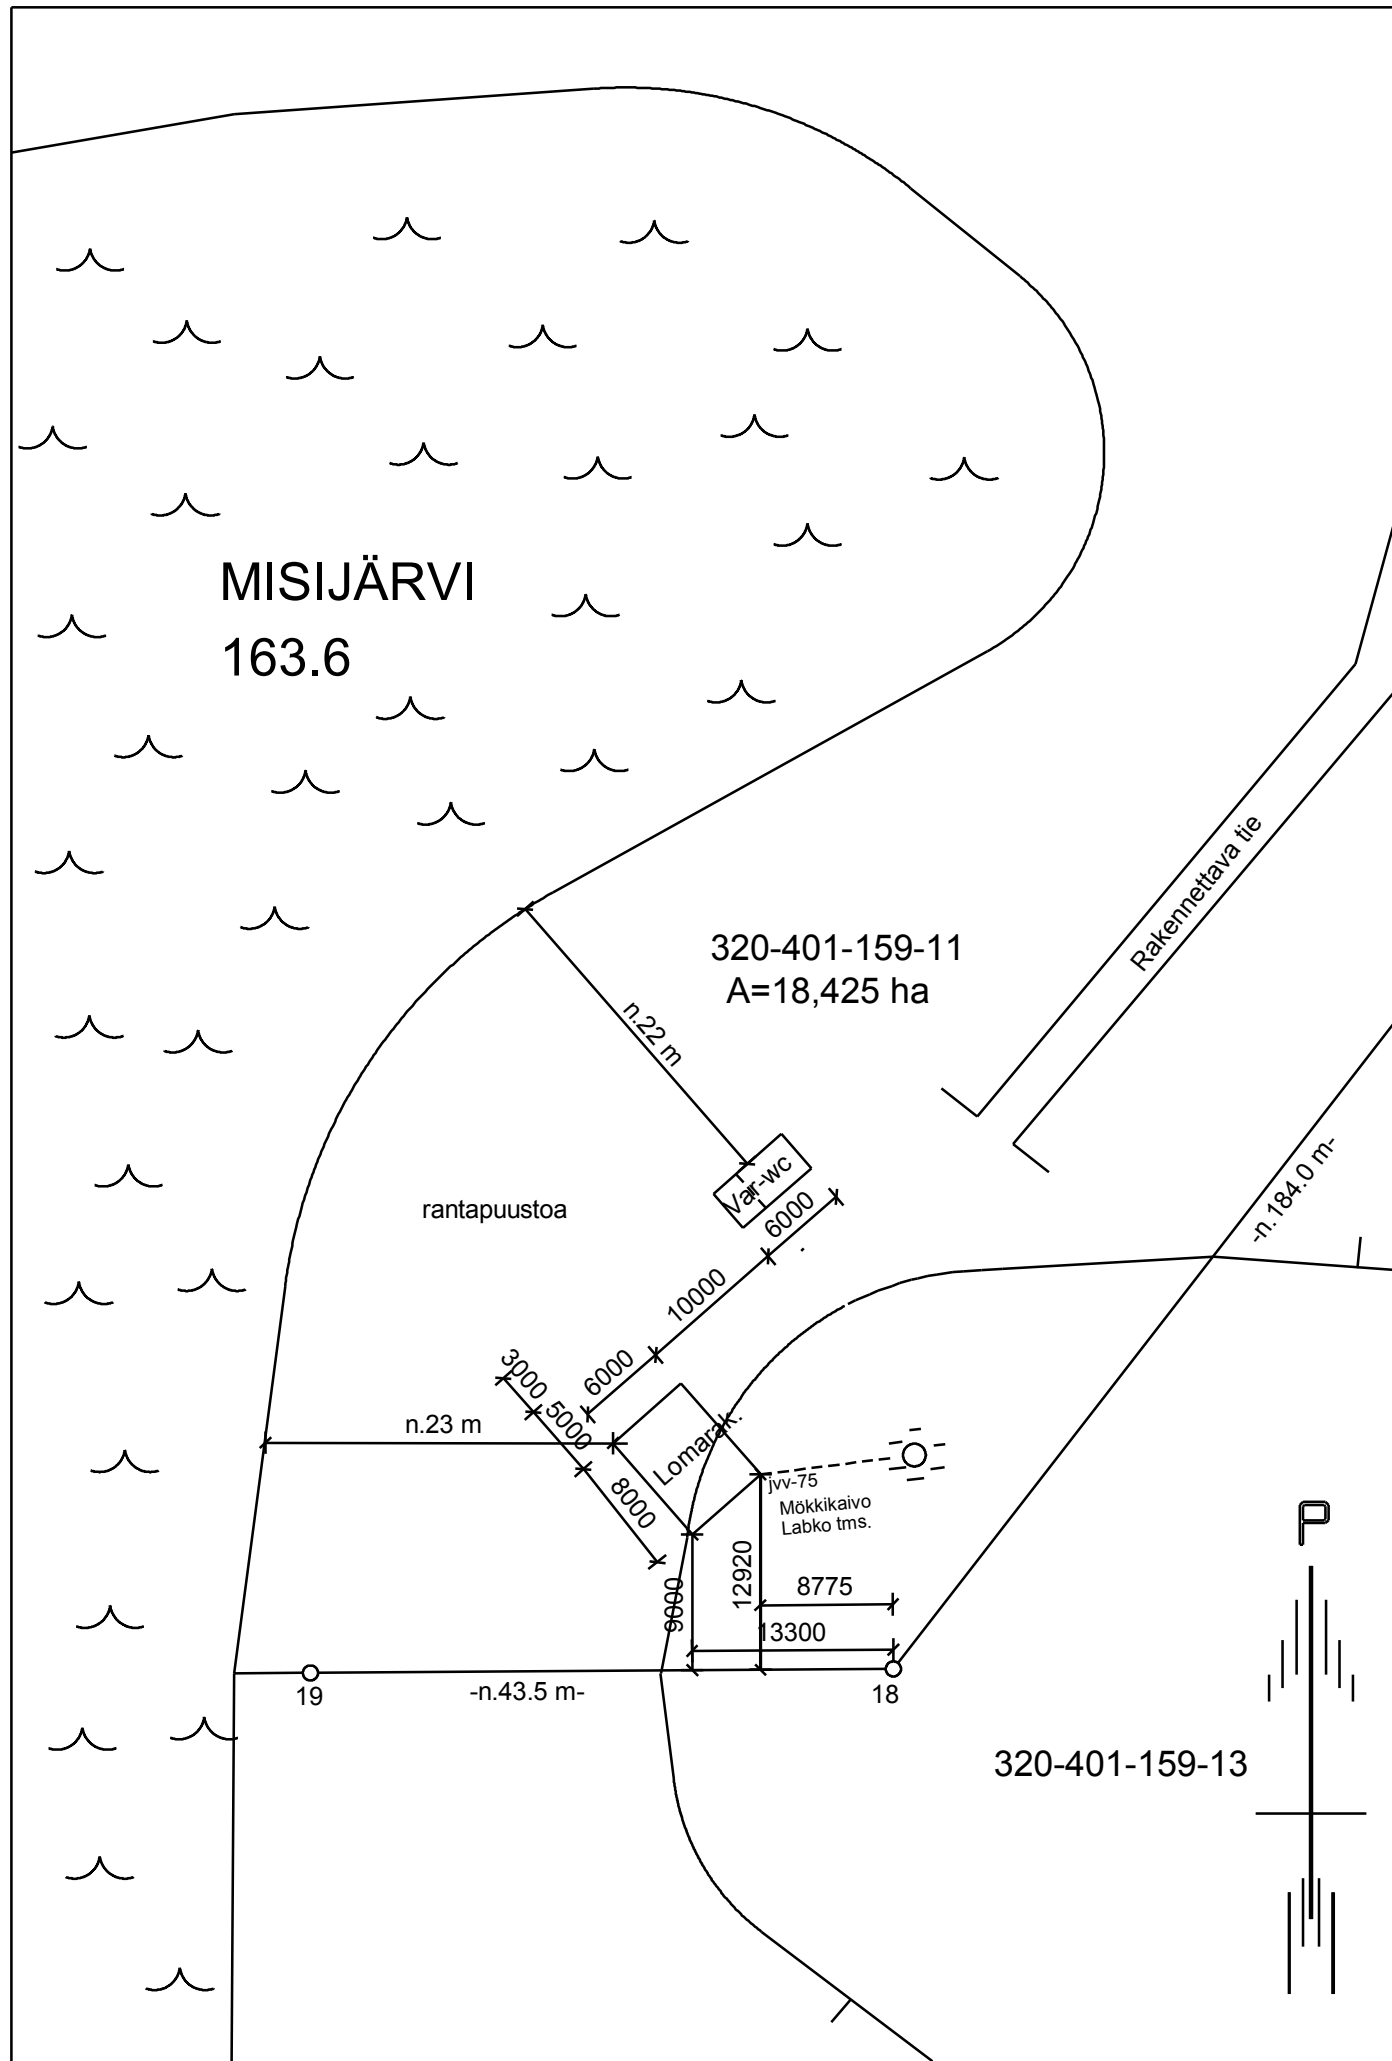 MISIJÄRVI
163.6
Rakennettava tie
320-401-159-11
A=18,425 ha
n.22 m
Var-wc
6000
-n.184.0 m-
rantapuustoa
10000
6000
3000
5000
8000
n.23 m
Lomarak.
jvv-75
Mökkikaivo
Labko tms.
P
9000
12920
8775
13300
19
-n.43.5 m-
18
320-401-159-13